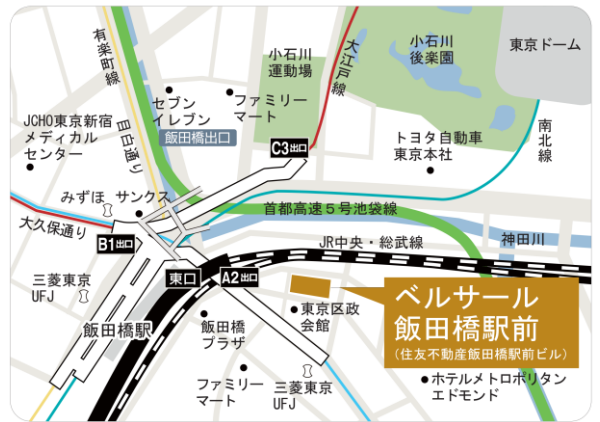 有楽町線
目白通り
セブン
イレブン
飯田橋出口
ファミリー
マート
小石川
運動場
大江戸線
小石川
後楽園
東京ドーム
JCHO東京新宿
メディカル
センター
C3出口
トヨタ自動車
東京本社
南北線
みずほ
サンクス
大久保通り
B1出口
首都高速5号池袋線
JR中央・総武線
神田川
三菱東京
UFJ
東口
A2出口
ベルサール
飯田橋駅前
(住友不動産飯田橋駅前ビル)
飯田橋駅
飯田橋
プラザ
東京区政
会館
ファミリー
マート
三菱東京
UFJ
ホテルメトロポリタン
エドモンド